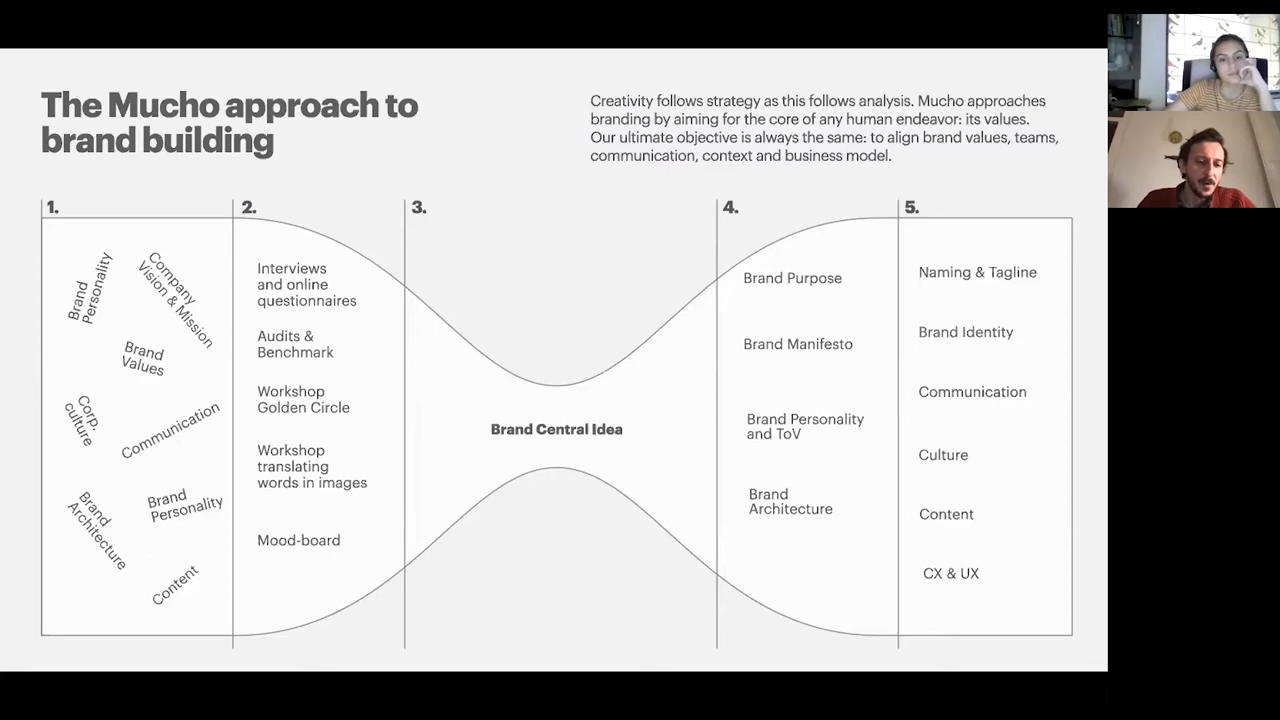 The Mucho approach to
brand building
Creativity follows strategy as this follows analysis. Mucho approaches
branding by aiming for the core of any human endeavor: its values.
Our ultimate objective is always the same: to align brand values, teams,
communication, context and business model.
1.
Brand
Personality
Company
Vision & Mission
Brand
Values
Corp.
culture
Communication
Brand
Architecture
Brand
Personality
Content
2.
Interviews
and online
questionnaires
Audits &
Benchmark
Workshop
Golden Circle
Workshop
translating
words in images
Mood-board
3.
Brand Central Idea
4.
Brand Purpose
Brand Manifesto
Brand Personality
and ToV
Brand
Architecture
5.
Naming & Tagline
Brand Identity
Communication
Culture
Content
CX & UX